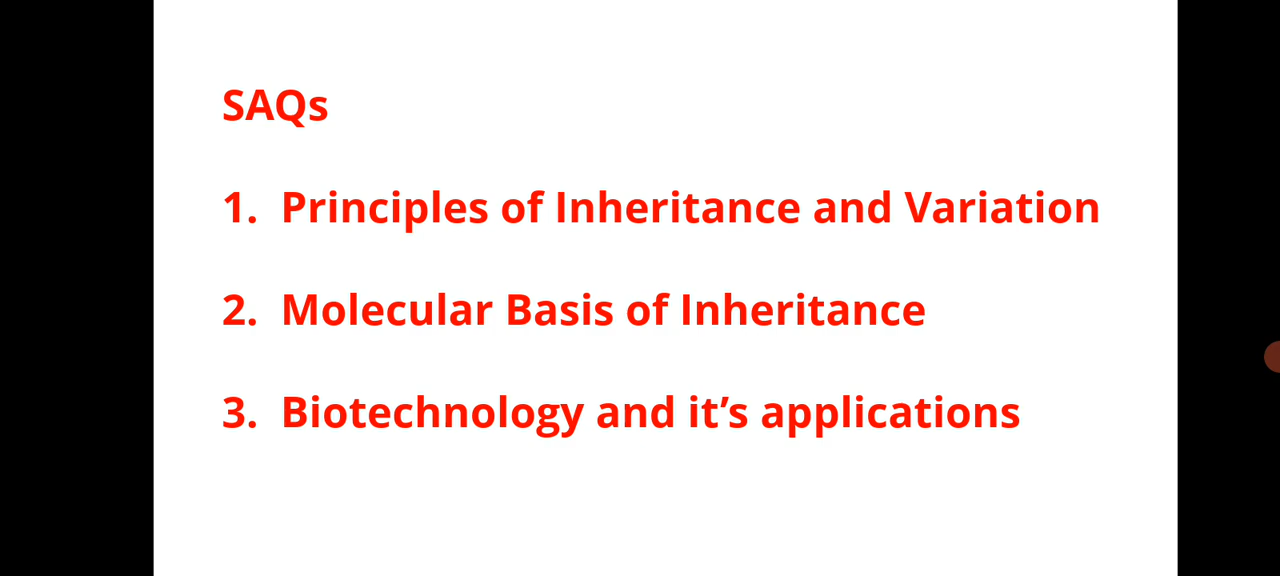 SAQs
1. Principles of Inheritance and Variation
2. Molecular Basis of Inheritance
3. Biotechnology and it’s applications